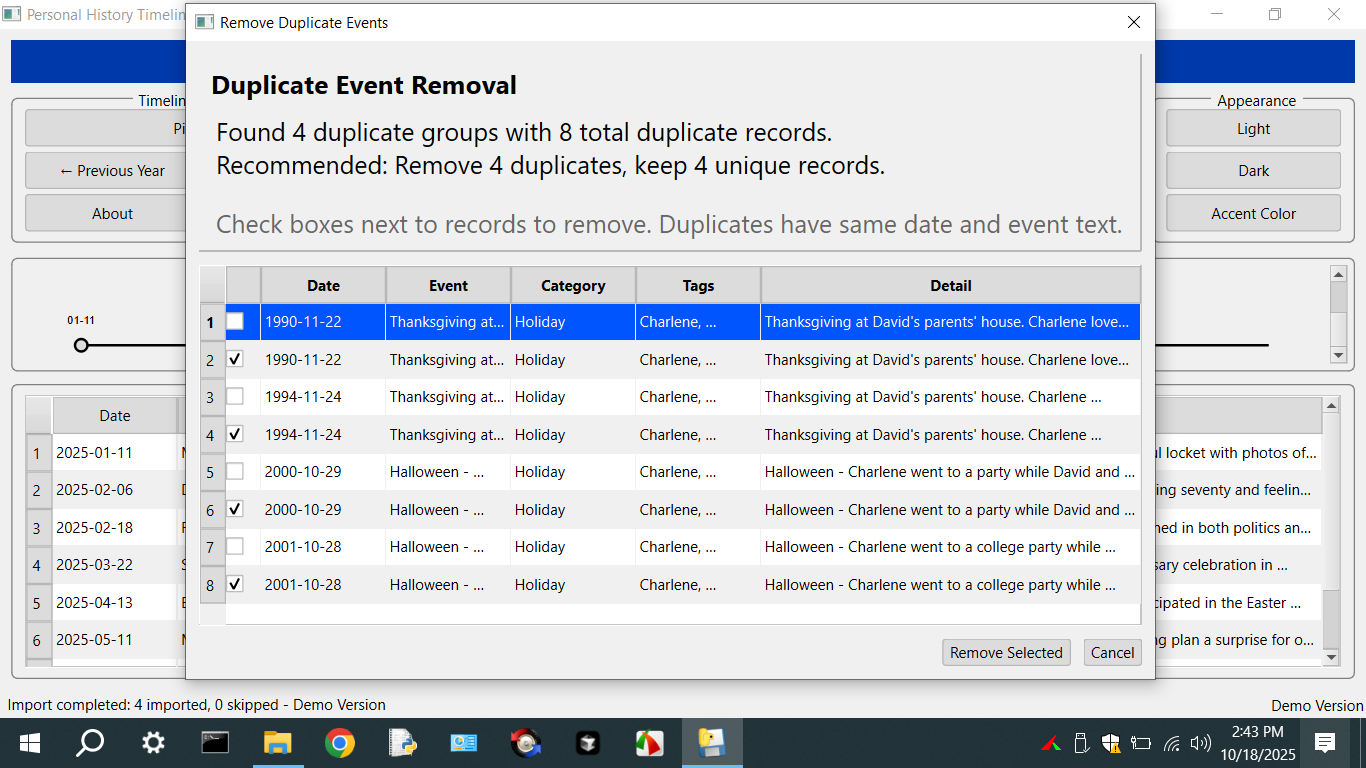 Personal History Timelin
Remove Duplicate Events
Duplicate Event Removal
Found 4 duplicate groups with 8 total duplicate records.
Recommended: Remove 4 duplicates, keep 4 unique records.
Check boxes next to records to remove. Duplicates have same date and event text.
Date Event Category Tags Detail
1 1990-11-22 Thanksgiving at... Holiday Charlene, ... Thanksgiving at David's parents' house. Charlene love...
2 1990-11-22 Thanksgiving at... Holiday Charlene, ... Thanksgiving at David's parents' house. Charlene love...
3 1994-11-24 Thanksgiving at... Holiday Charlene, ... Thanksgiving at David's parents' house. Charlene ...
4 1994-11-24 Thanksgiving at... Holiday Charlene, ... Thanksgiving at David's parents' house. Charlene ...
5 2000-10-29 Halloween - ... Holiday Charlene, ... Halloween - Charlene went to a party while David and ...
6 2000-10-29 Halloween - ... Holiday Charlene, ... Halloween - Charlene went to a party while David and ...
7 2001-10-28 Halloween - ... Holiday Charlene, ... Halloween - Charlene went to a college party while ...
8 2001-10-28 Halloween - ... Holiday Charlene, ... Halloween - Charlene went to a college party while ...
Remove Selected Cancel
Timelin
Pi
← Previous Year
About
Appearance
Light
Dark
Accent Color
01-11
Date
1 2025-01-11 ul locket with photos of...
2 2025-02-06 ing seventy and feelin...
3 2025-02-18 ned in both politics an...
4 2025-03-22 sary celebration in ...
5 2025-04-13 cipated in the Easter ...
6 2025-05-11 ng plan a surprise for o...
Import completed: 4 imported, 0 skipped - Demo Version
Demo Version
2:43 PM
10/18/2025